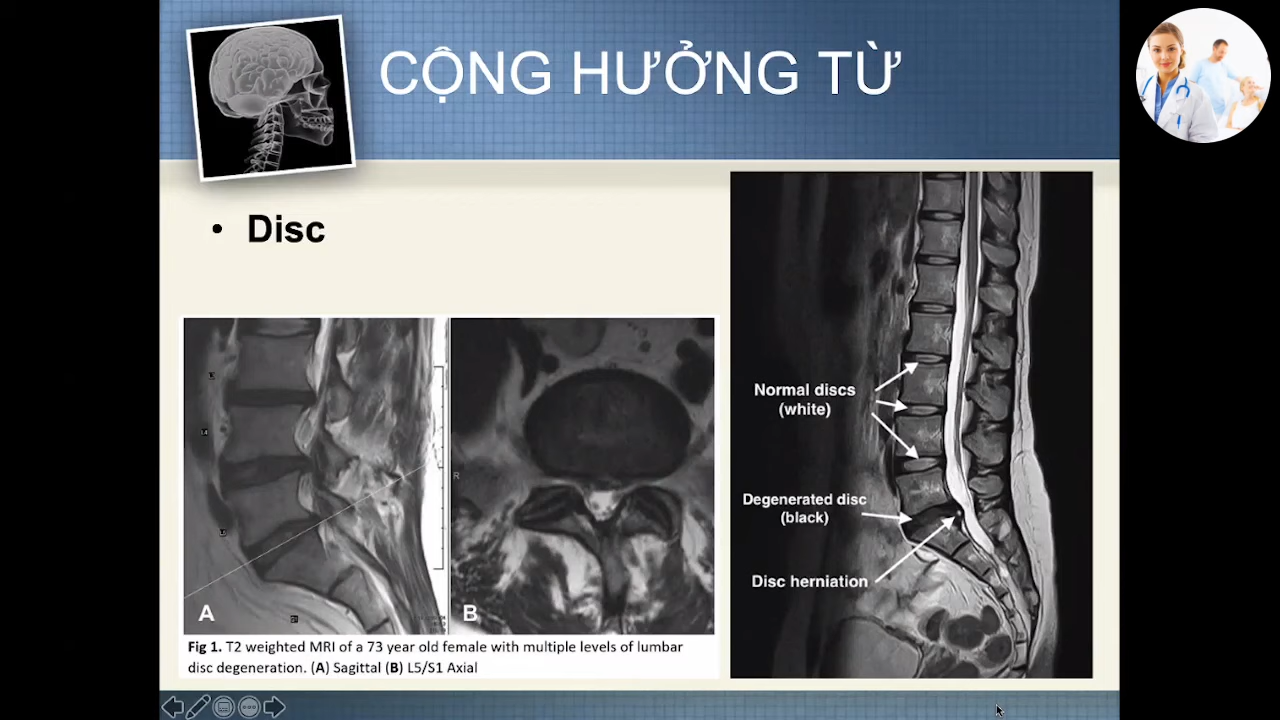 CỘNG HƯỞNG TỪ
• Disc
Normal discs
(white)
Degenerated disc
(black)
Disc herniation
A
B
R
Fig 1. T2 weighted MRI of a 73 year old female with multiple levels of lumbar
disc degeneration. (A) Sagittal (B) L5/S1 Axial